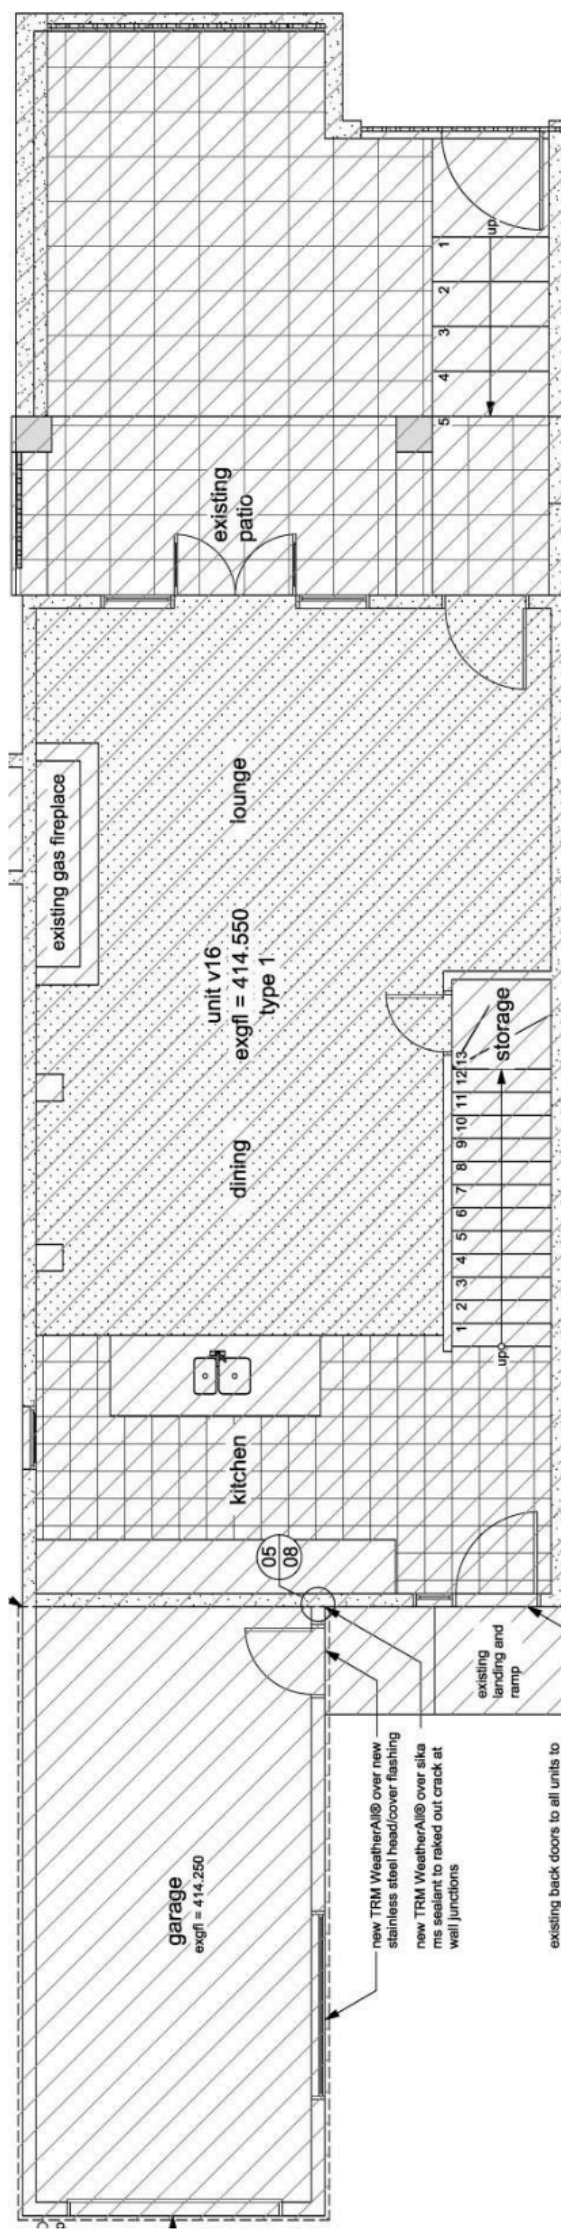 existing
patio
up
1
2
3
4
5
existing gas fireplace
lounge
unit v16
exgfl = 414.550
type 1
dining
storage
13
12
11
10
9
8
7
6
5
4
3
2
1
up
kitchen
05
08
existing
landing and
ramp
garage
exgfl = 414.250
new TRM WeatherAll® over new
stainless steel head/cover flashing
new TRM WeatherAll® over sika
ms sealant to raked out crack at
wall junctions
existing back doors to all units to